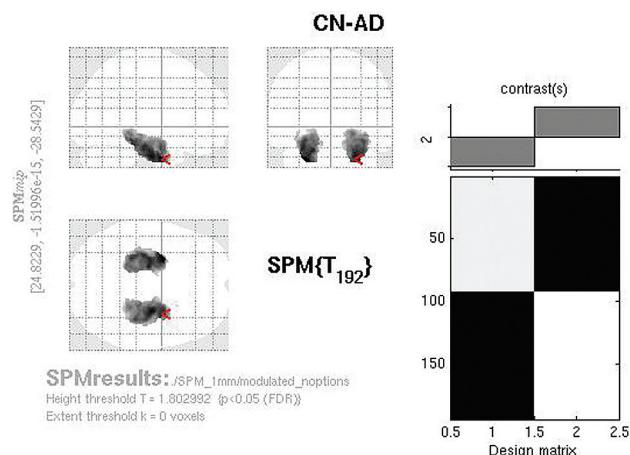 CN-AD
contrast(s)
2
SPMmip
[24.8229, -1.51996e-15, -28.5429]
SPM{T192}
50
100
150
0.5 1 1.5 2 2.5
Design matrix
SPMresults: ./SPM_1mm/modulated_noptions
Height threshold T = 1.802992 {p<0.05 (FDR)}
Extent threshold k = 0 voxels